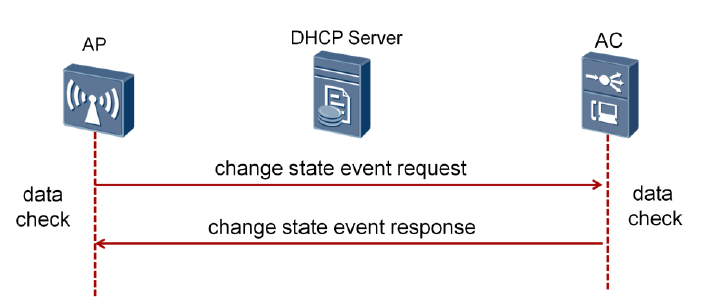 AP
DHCP Server
AC
change state event request
data
check
data
check
change state event response